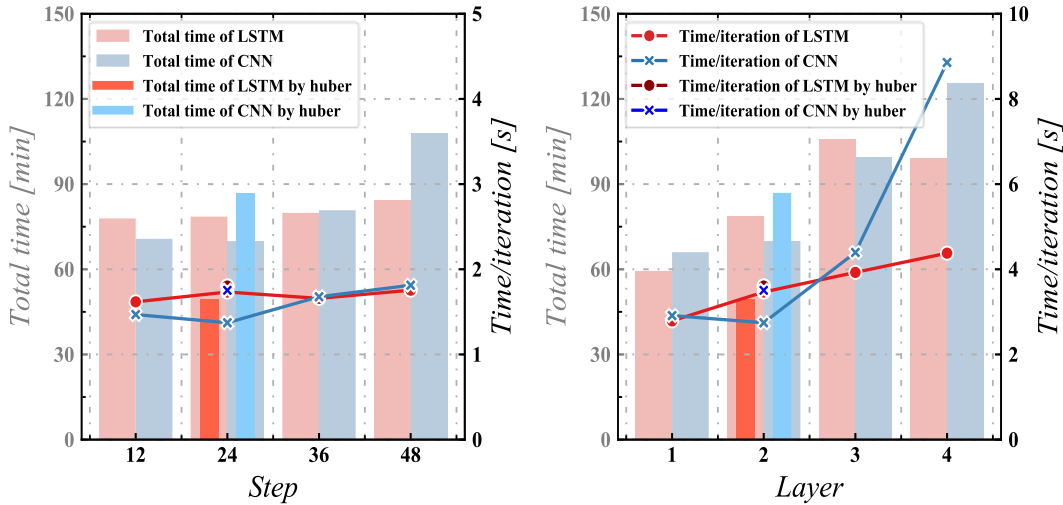 150
120
90
60
30
0
Total time [min]
Total time of LSTM
Total time of CNN
Total time of LSTM by huber
Total time of CNN by huber
5
4
3
2
1
0
Time/iteration [s]
12 24 36 48
Step
150
120
90
60
30
0
Total time [min]
Time/iteration of LSTM
Time/iteration of CNN
Time/iteration of LSTM by huber
Time/iteration of CNN by huber
10
8
6
4
2
0
Time/iteration [s]
1 2 3 4
Layer